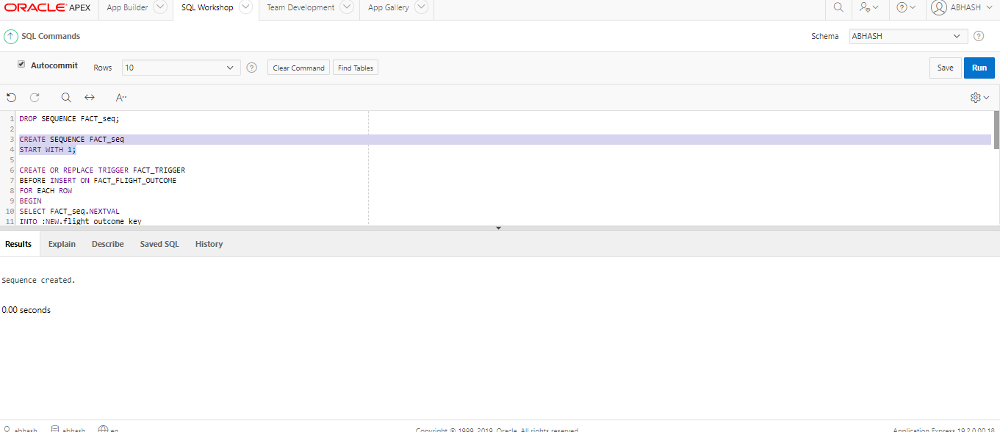 ORACLE APEX App Builder SQL Workshop Team Development App Gallery ABHASH
SQL Commands Schema ABHASH
Autocommit Rows 10 Clear Command Find Tables Save Run
A
1 DROP SEQUENCE FACT_seq;
2
3 CREATE SEQUENCE FACT_seq
4 START WITH 1;
5
6 CREATE OR REPLACE TRIGGER FACT_TRIGGER
7 BEFORE INSERT ON FACT_FLIGHT_OUTCOME
8 FOR EACH ROW
9 BEGIN
10 SELECT FACT_seq.NEXTVAL
11 INTO :NEW.flight_outcome_key
Results Explain Describe Saved SQL History
Sequence created.
0.00 seconds
abhash abhash en Copyright © 1999, 2019, Oracle. All rights reserved. Application Express 19.2.0.00.18